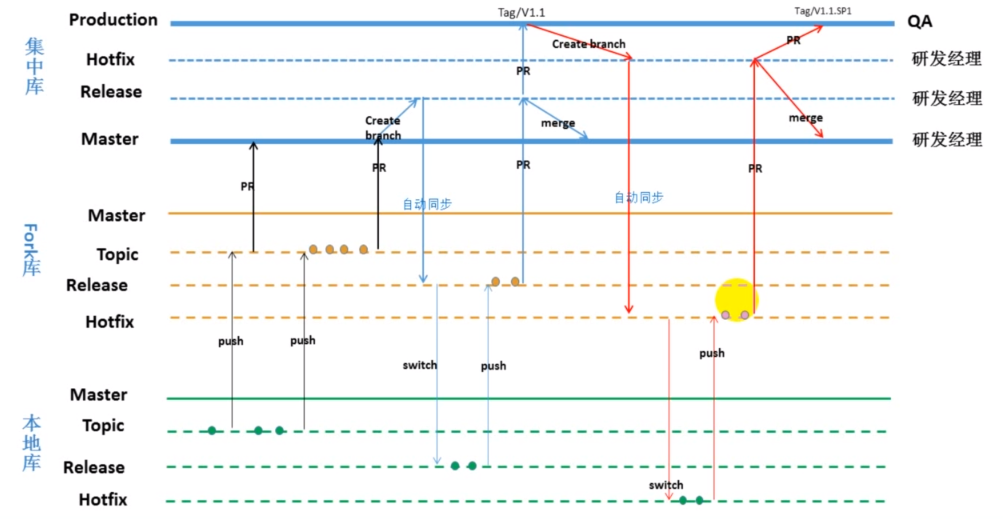 Tag/V1.1
Tag/V1.1.SP1
Production
QA
Create branch
PR
集中库
Hotfix
研发经理
PR
Release
研发经理
Create
branch
merge
merge
Master
研发经理
PR
PR
PR
PR
自动同步
自动同步
Fork库
Master
Topic
Release
Hotfix
push
push
switch
push
push
本地库
Master
Topic
Release
switch
Hotfix